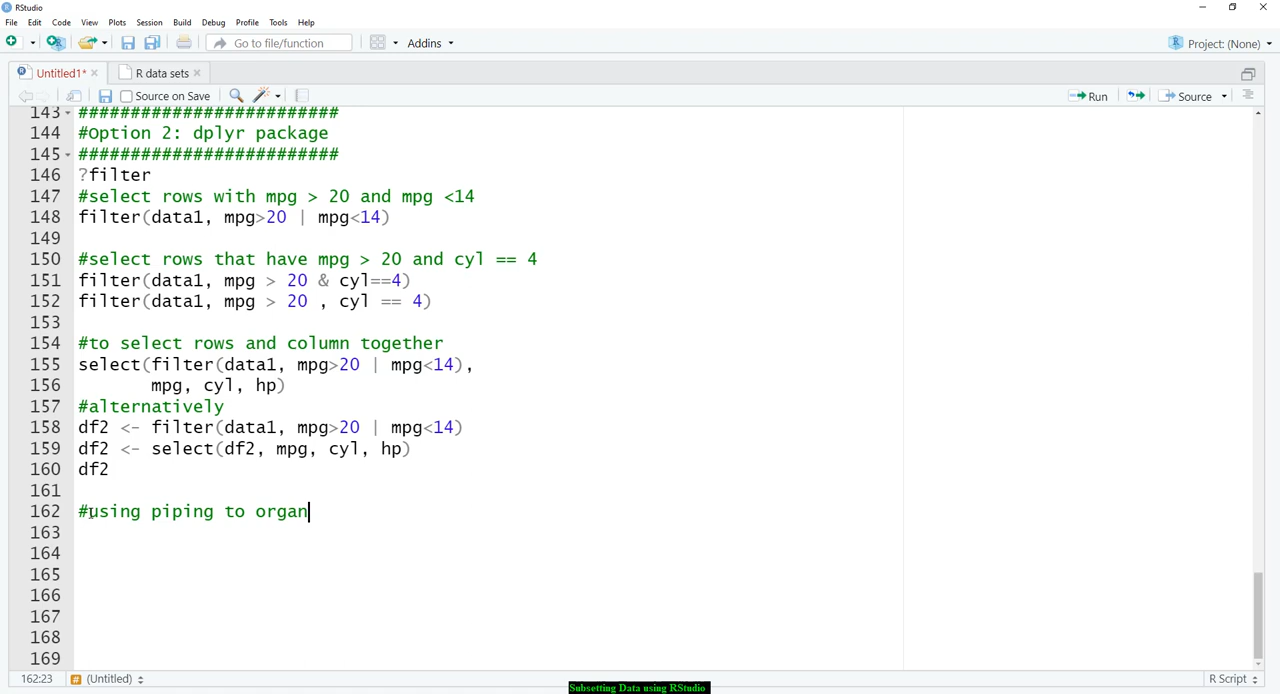 RStudio
File Edit Code View Plots Session Build Debug Profile Tools Help
Go to file/function Addins Project: (None)
Untitled1* R data sets
Source on Save Run Source
143 #########################
144 #Option 2: dplyr package
145 #########################
146 ?filter
147 #select rows with mpg > 20 and mpg <14
148 filter(data1, mpg>20 | mpg<14)
149
150 #select rows that have mpg > 20 and cyl == 4
151 filter(data1, mpg > 20 & cyl==4)
152 filter(data1, mpg > 20 , cyl == 4)
153
154 #to select rows and column together
155 select(filter(data1, mpg>20 | mpg<14),
156 mpg, cyl, hp)
157 #alternatively
158 df2 <- filter(data1, mpg>20 | mpg<14)
159 df2 <- select(df2, mpg, cyl, hp)
160 df2
161
162 #using piping to organ
163
164
165
166
167
168
169
162:23 (Untitled) R Script
Subsetting Data using RStudio